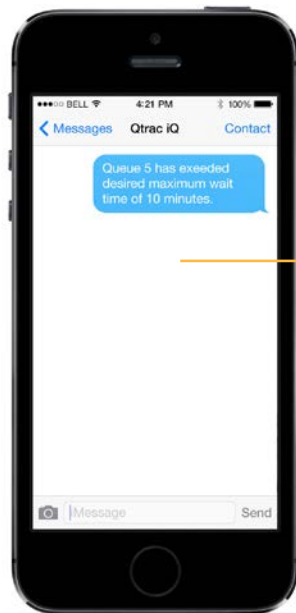 BELL 4:21 PM 100%
Messages Qtrac iQ Contact
Queue 5 has exeeded
desired maximum wait
time of 10 minutes.
Message Send